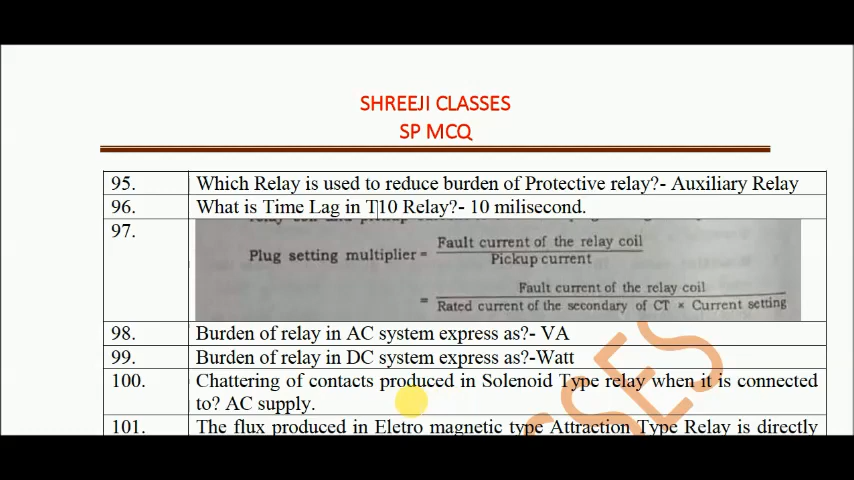 SHREEJI CLASSES
SP MCQ
95. Which Relay is used to reduce burden of Protective relay?- Auxiliary Relay
96. What is Time Lag in T10 Relay?- 10 milisecond.
97.
Plug setting multiplier = Fault current of the relay coil
Pickup current
= Fault current of the relay coil
Rated current of the secondary of CT × Current setting
98. Burden of relay in AC system express as?- VA
99. Burden of relay in DC system express as?-Watt
100. Chattering of contacts produced in Solenoid Type relay when it is connected
to? AC supply.
101. The flux produced in Eletro magnetic type Attraction Type Relay is directly